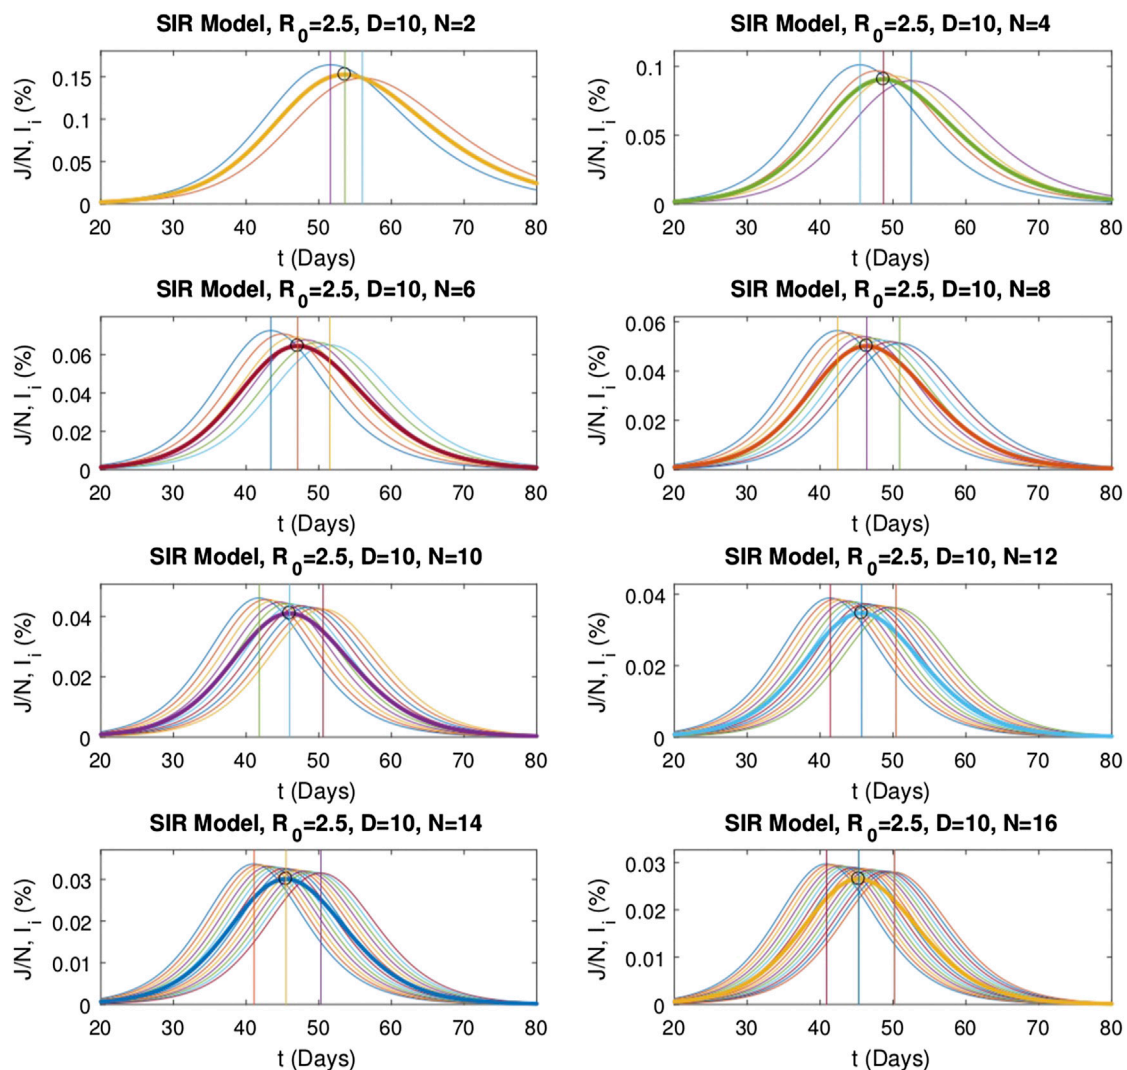 SIR Model, R0=2.5, D=10, N=2
J/N, Ii (%)
0.15
0.1
0.05
0
20 30 40 50 60 70 80
t (Days)
SIR Model, R0=2.5, D=10, N=4
J/N, Ii (%)
0.1
0.05
0
20 30 40 50 60 70 80
t (Days)
SIR Model, R0=2.5, D=10, N=6
J/N, Ii (%)
0.06
0.04
0.02
0
20 30 40 50 60 70 80
t (Days)
SIR Model, R0=2.5, D=10, N=8
J/N, Ii (%)
0.06
0.04
0.02
0
20 30 40 50 60 70 80
t (Days)
SIR Model, R0=2.5, D=10, N=10
J/N, Ii (%)
0.04
0.02
0
20 30 40 50 60 70 80
t (Days)
SIR Model, R0=2.5, D=10, N=12
J/N, Ii (%)
0.04
0.02
0
20 30 40 50 60 70 80
t (Days)
SIR Model, R0=2.5, D=10, N=14
J/N, Ii (%)
0.03
0.02
0.01
0
20 30 40 50 60 70 80
t (Days)
SIR Model, R0=2.5, D=10, N=16
J/N, Ii (%)
0.03
0.02
0.01
0
20 30 40 50 60 70 80
t (Days)